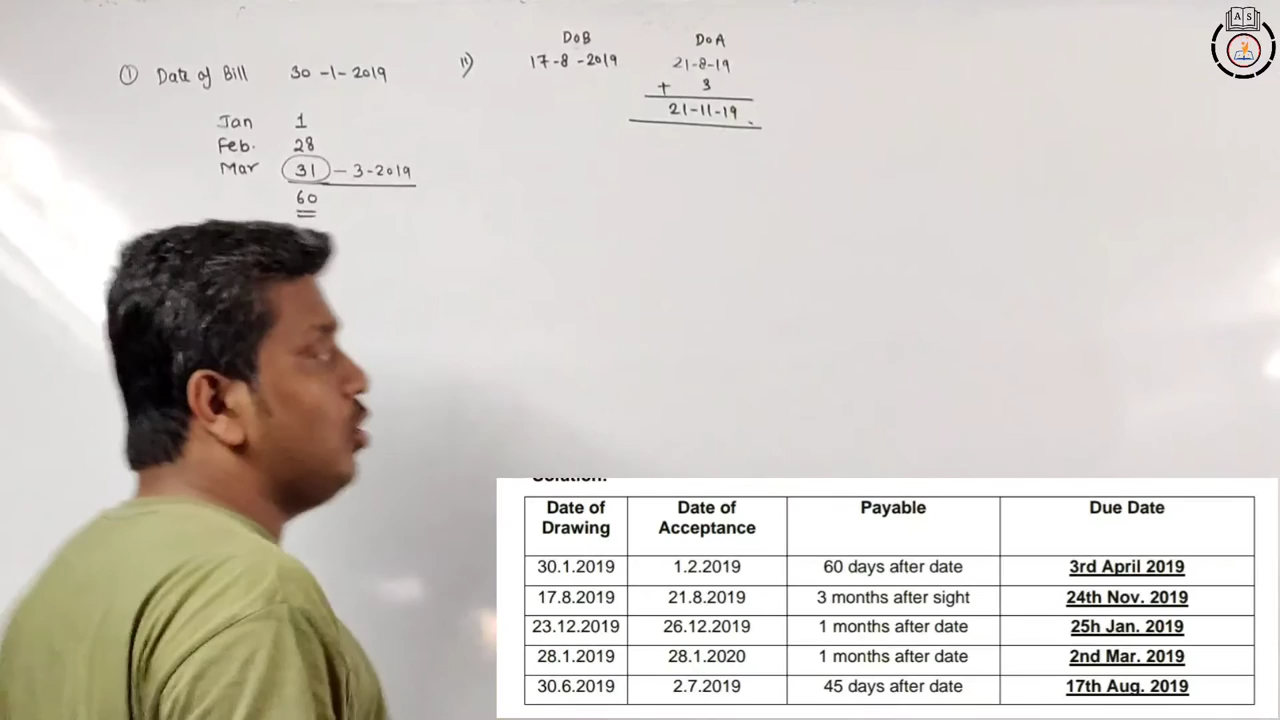 ① Date of Bill 30-1-2019
Jan 1
Feb. 28
Mar 31 - 3-2019
60
11) DOB DOA
17-8-2019 21-8-19
+ 3
21-11-19
A S
Solution:
Date of Drawing Date of Acceptance Payable Due Date
30.1.2019 1.2.2019 60 days after date 3rd April 2019
17.8.2019 21.8.2019 3 months after sight 24th Nov. 2019
23.12.2019 26.12.2019 1 months after date 25h Jan. 2019
28.1.2019 28.1.2020 1 months after date 2nd Mar. 2019
30.6.2019 2.7.2019 45 days after date 17th Aug. 2019